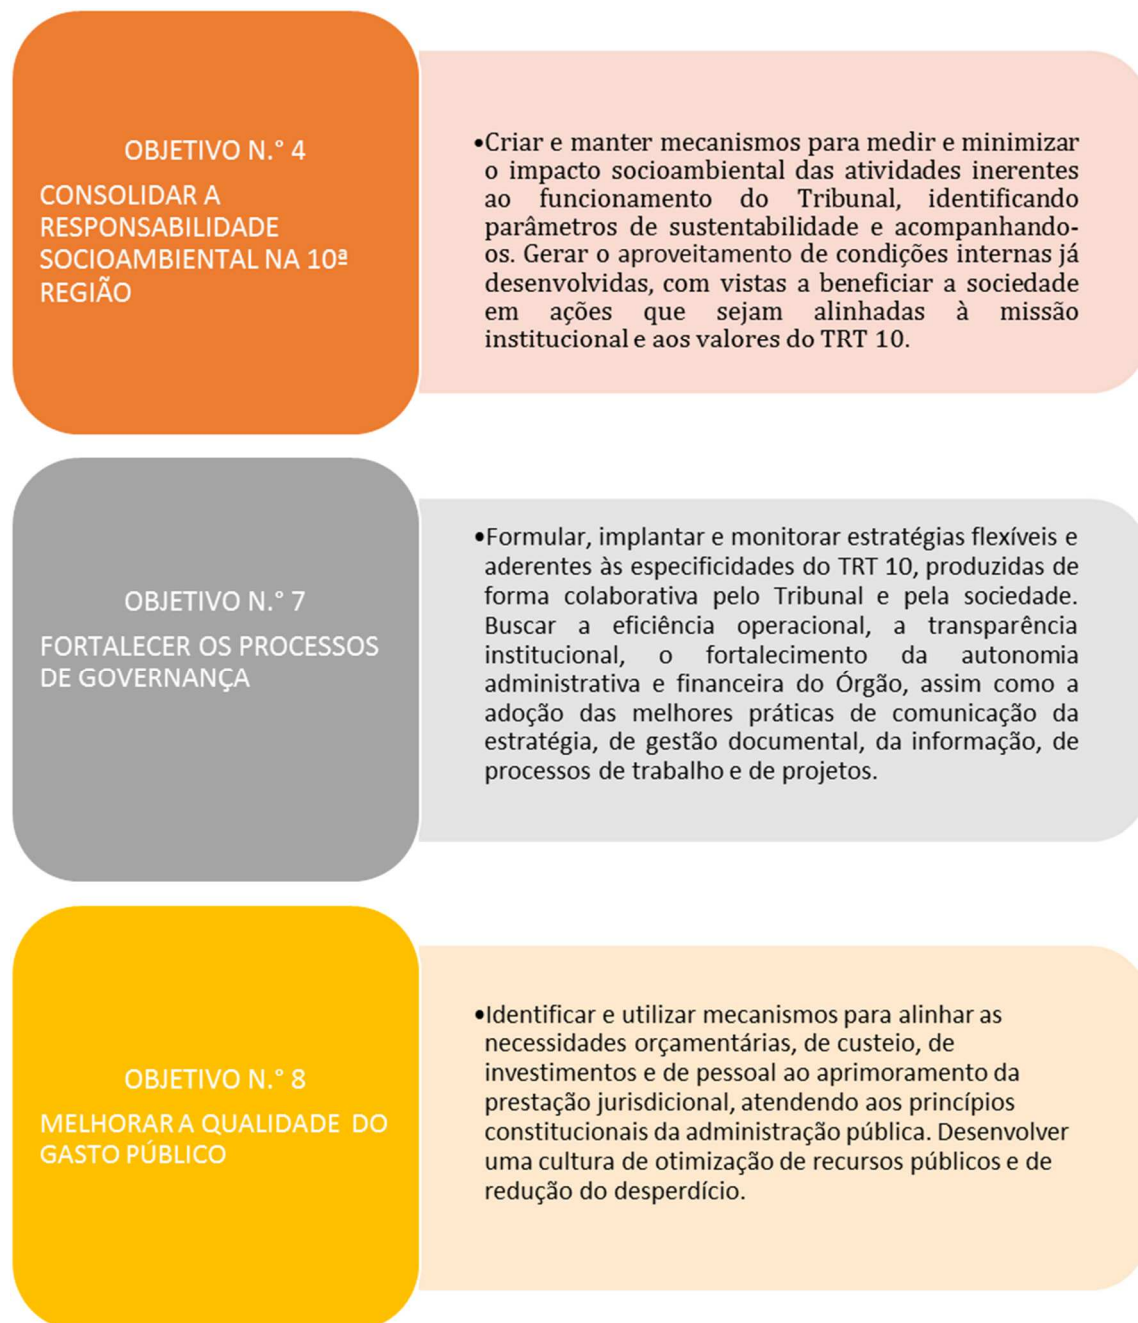 OBJETIVO N.° 4
CONSOLIDAR A
RESPONSABILIDADE
SOCIOAMBIENTAL NA 10ª
REGIÃO
•Criar e manter mecanismos para medir e minimizar
o impacto socioambiental das atividades inerentes
ao funcionamento do Tribunal, identificando
parâmetros de sustentabilidade e acompanhando-
os. Gerar o aproveitamento de condições internas já
desenvolvidas, com vistas a beneficiar a sociedade
em ações que sejam alinhadas à missão
institucional e aos valores do TRT 10.
OBJETIVO N.° 7
FORTALECER OS PROCESSOS
DE GOVERNANÇA
•Formular, implantar e monitorar estratégias flexíveis e
aderentes às especificidades do TRT 10, produzidas de
forma colaborativa pelo Tribunal e pela sociedade.
Buscar a eficiência operacional, a transparência
institucional, o fortalecimento da autonomia
administrativa e financeira do Órgão, assim como a
adoção das melhores práticas de comunicação da
estratégia, de gestão documental, da informação, de
processos de trabalho e de projetos.
OBJETIVO N.° 8
MELHORAR A QUALIDADE DO
GASTO PÚBLICO
•Identificar e utilizar mecanismos para alinhar as
necessidades orçamentárias, de custeio, de
investimentos e de pessoal ao aprimoramento da
prestação jurisdicional, atendendo aos princípios
constitucionais da administração pública. Desenvolver
uma cultura de otimização de recursos públicos e de
redução do desperdício.